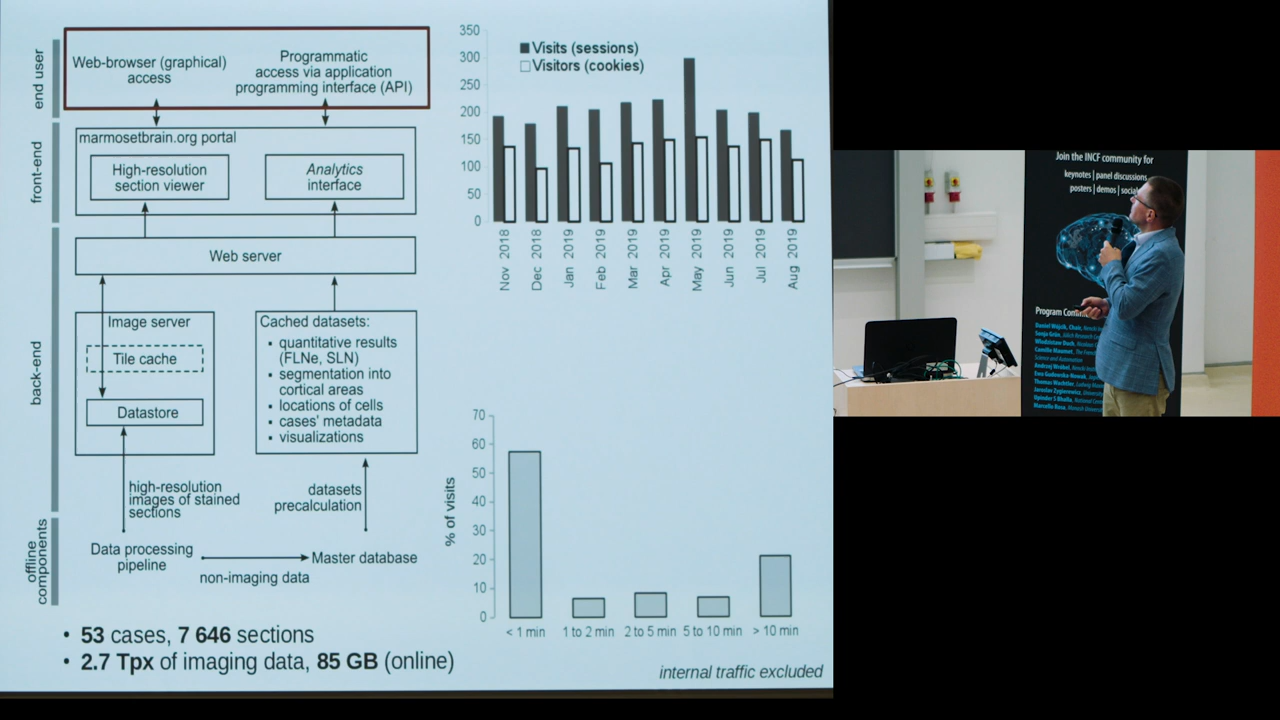 end user
Web-browser (graphical)
access
Programmatic
access via application
programming interface (API)
front-end
marmosetbrain.org portal
High-resolution
section viewer
Analytics
interface
Web server
back-end
Image server
Tile cache
Datastore
Cached datasets:
▪ quantitative results
(FLNe, SLN)
▪ segmentation into
cortical areas
▪ locations of cells
▪ cases' metadata
▪ visualizations
high-resolution
images of stained
sections
datasets
precalculation
offline
components
Data processing
pipeline
non-imaging data
Master database
• 53 cases, 7 646 sections
• 2.7 Tpx of imaging data, 85 GB (online)
350
300
250
200
150
100
50
0
Visits (sessions)
Visitors (cookies)
Nov 2018
Dec 2018
Jan 2019
Feb 2019
Mar 2019
Apr 2019
May 2019
Jun 2019
Jul 2019
Aug 2019
% of visits
70
60
50
40
30
20
10
0
< 1 min
1 to 2 min
2 to 5 min
5 to 10 min
> 10 min
internal traffic excluded
Join the INCF community for
keynotes | panel discussions
posters | demos |
Program